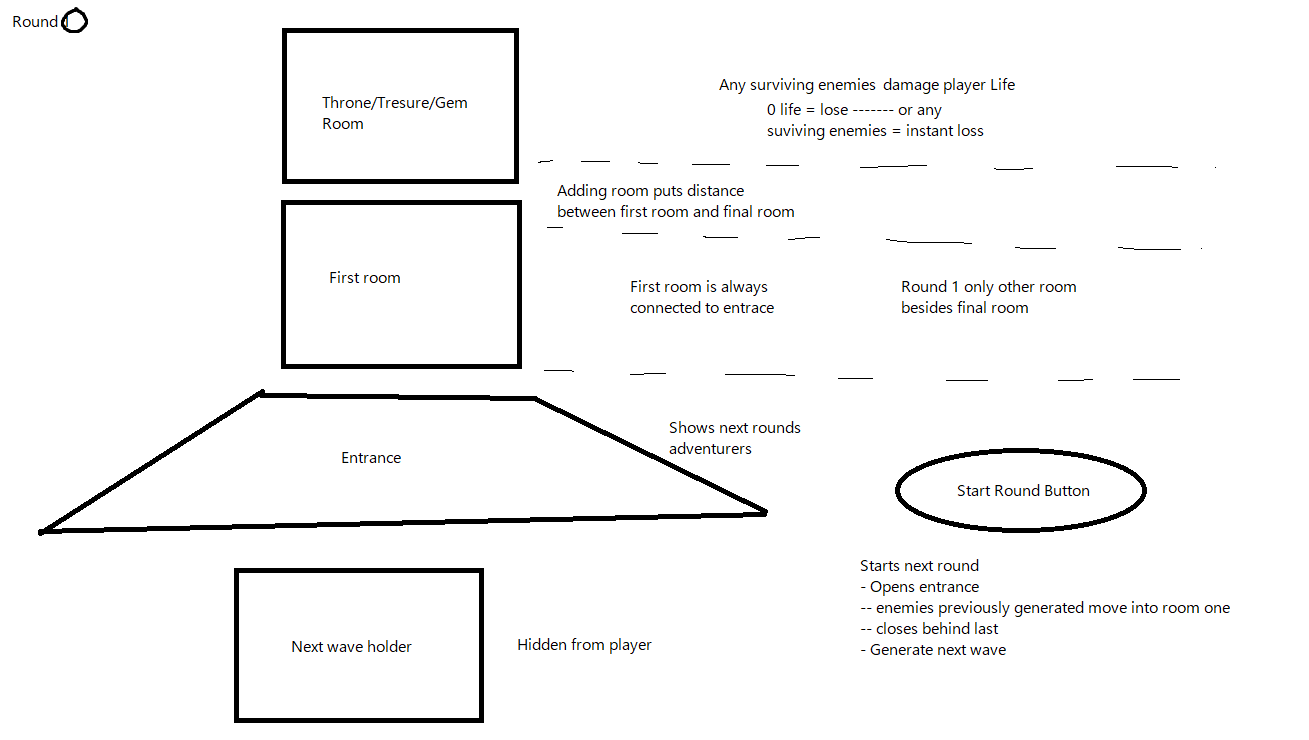 Round
Throne/Tresure/Gem
Room
Any surviving enemies damage player Life
0 life = lose ------- or any
suviving enemies = instant loss
Adding room puts distance
between first room and final room
First room
First room is always
connected to entrace
Round 1 only other room
besides final room
Shows next rounds
adventurers
Entrance
Start Round Button
Starts next round
- Opens entrance
-- enemies previously generated move into room one
-- closes behind last
- Generate next wave
Next wave holder
Hidden from player